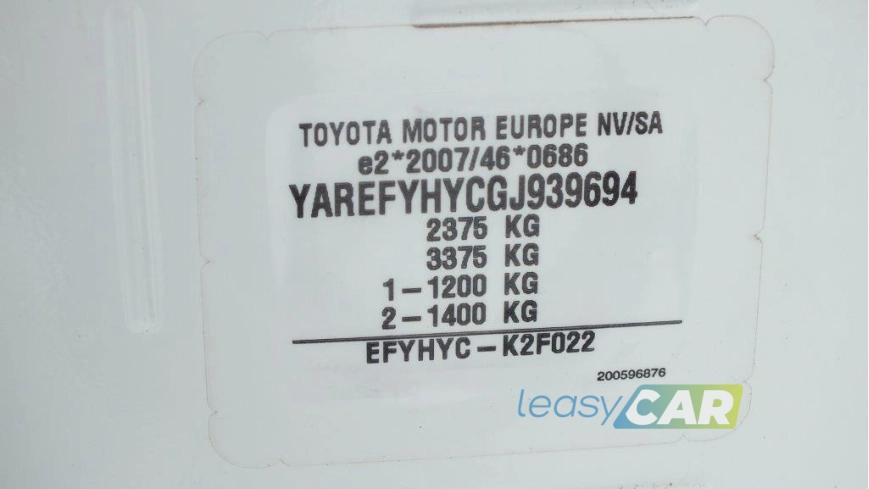 TOYOTA MOTOR EUROPE NV/SA
e2*2007/46*0686
YAREFYHYCGJ939694
2375 KG
3375 KG
1-1200 KG
2-1400 KG
EFYHYC-K2F022
200596876
leasyCAR